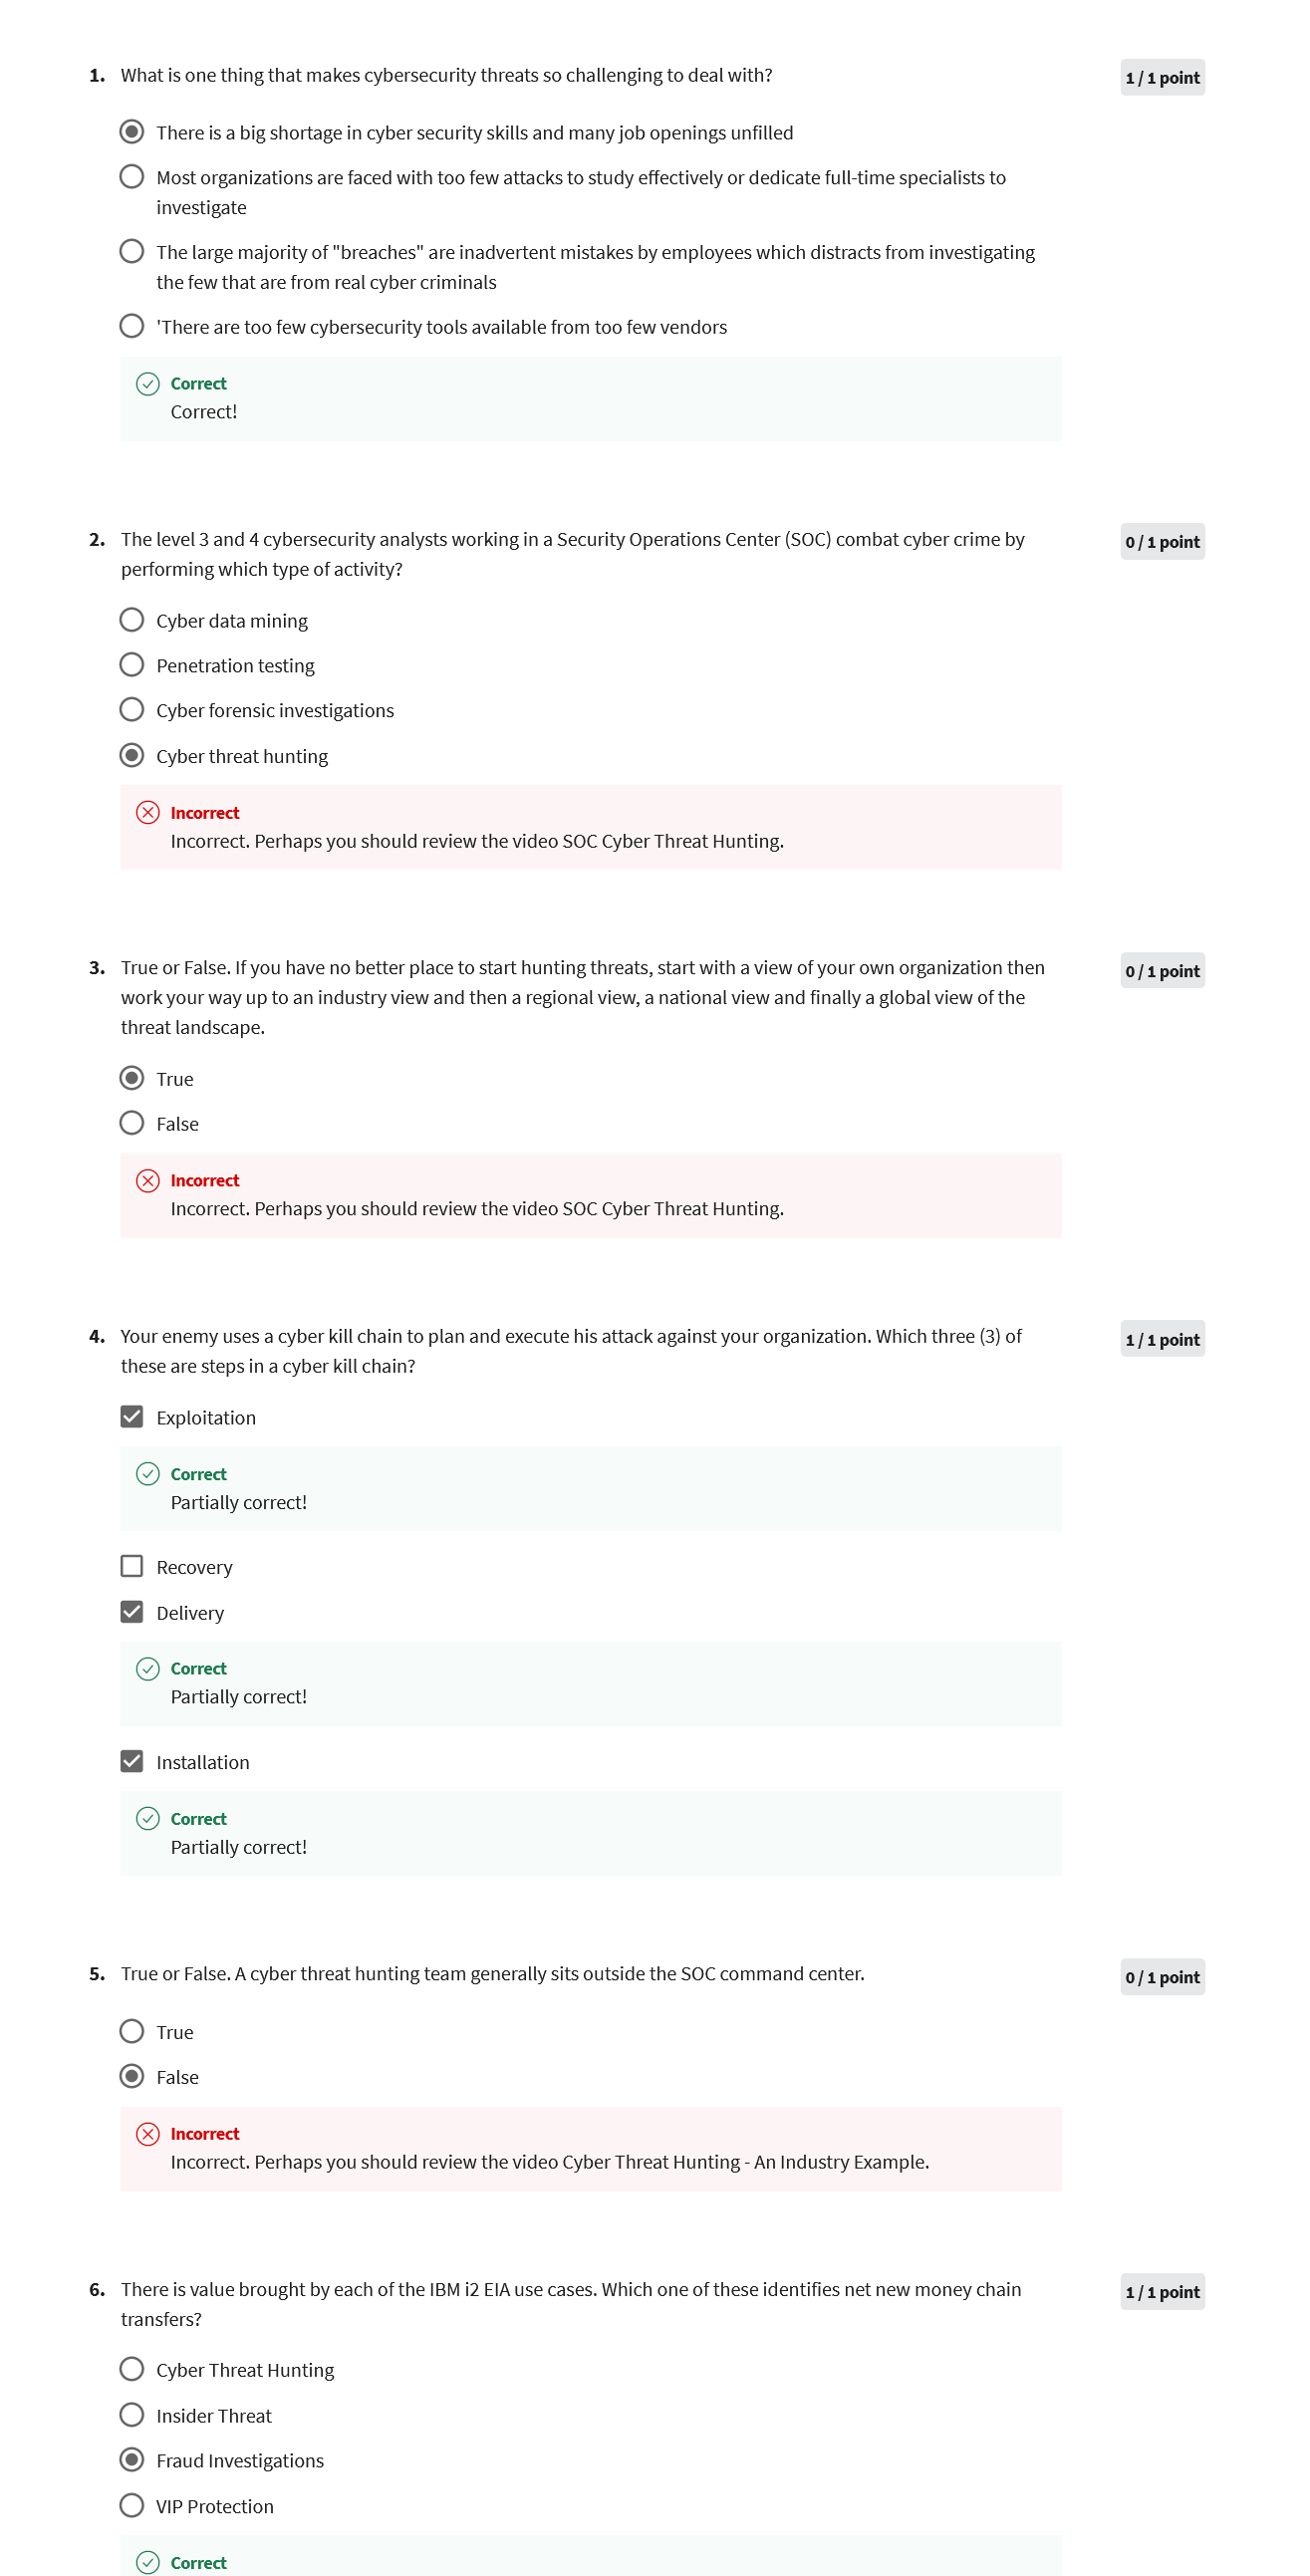 1. What is one thing that makes cybersecurity threats so challenging to deal with?
1 / 1 point
There is a big shortage in cyber security skills and many job openings unfilled
Most organizations are faced with too few attacks to study effectively or dedicate full-time specialists to
investigate
The large majority of "breaches" are inadvertent mistakes by employees which distracts from investigating
the few that are from real cyber criminals
'There are too few cybersecurity tools available from too few vendors
Correct
Correct!
2. The level 3 and 4 cybersecurity analysts working in a Security Operations Center (SOC) combat cyber crime by
performing which type of activity?
0 / 1 point
Cyber data mining
Penetration testing
Cyber forensic investigations
Cyber threat hunting
Incorrect
Incorrect. Perhaps you should review the video SOC Cyber Threat Hunting.
3. True or False. If you have no better place to start hunting threats, start with a view of your own organization then
work your way up to an industry view and then a regional view, a national view and finally a global view of the
threat landscape.
0 / 1 point
True
False
Incorrect
Incorrect. Perhaps you should review the video SOC Cyber Threat Hunting.
4. Your enemy uses a cyber kill chain to plan and execute his attack against your organization. Which three (3) of
these are steps in a cyber kill chain?
1 / 1 point
Exploitation
Correct
Partially correct!
Recovery
Delivery
Correct
Partially correct!
Installation
Correct
Partially correct!
5. True or False. A cyber threat hunting team generally sits outside the SOC command center.
0 / 1 point
True
False
Incorrect
Incorrect. Perhaps you should review the video Cyber Threat Hunting - An Industry Example.
6. There is value brought by each of the IBM i2 EIA use cases. Which one of these identifies net new money chain
transfers?
1 / 1 point
Cyber Threat Hunting
Insider Threat
Fraud Investigations
VIP Protection
Correct